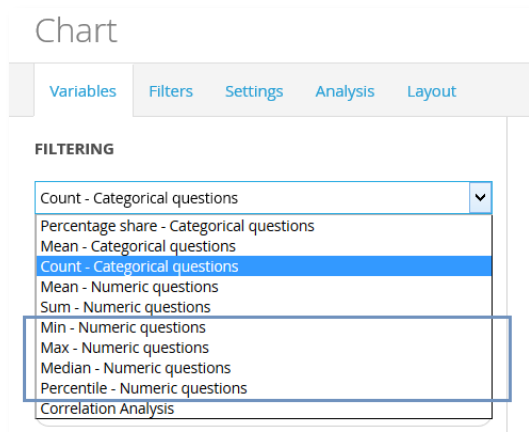 Chart
Variables Filters Settings Analysis Layout
FILTERING
Count - Categorical questions
Percentage share - Categorical questions
Mean - Categorical questions
Count - Categorical questions
Mean - Numeric questions
Sum - Numeric questions
Min - Numeric questions
Max - Numeric questions
Median - Numeric questions
Percentile - Numeric questions
Correlation Analysis